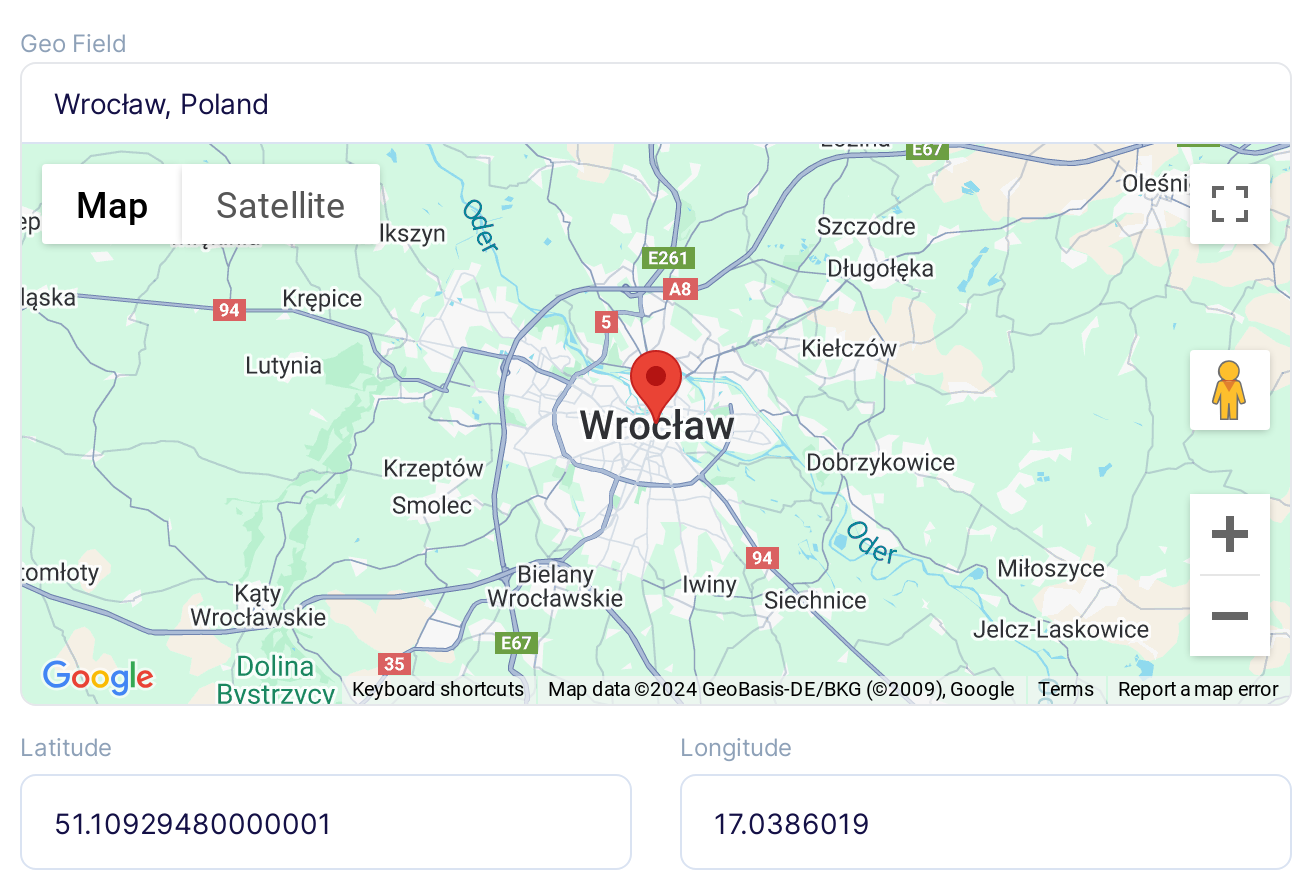 Geo Field
Wrocław, Poland
E67
Map
Satellite
Oder
lkszyn
Szczodre
E261
Długołęka
A8
94
Krępice
5
Kiełczów
Lutynia
Wrocław
Krzeptów
Dobrzykowice
Smolec
Oder
94
Miłoszyce
Bielany
Wrocławskie
Iwiny
Siechnice
Kąty
Wrocławskie
Jelcz-Laskowice
E67
35
Dolina
Bystrzycy
Google
Keyboard shortcuts
Map data ©2024 GeoBasis-DE/BKG (©2009), Google
Terms
Report a map error
Latitude
Longitude
51.10929480000001
17.0386019